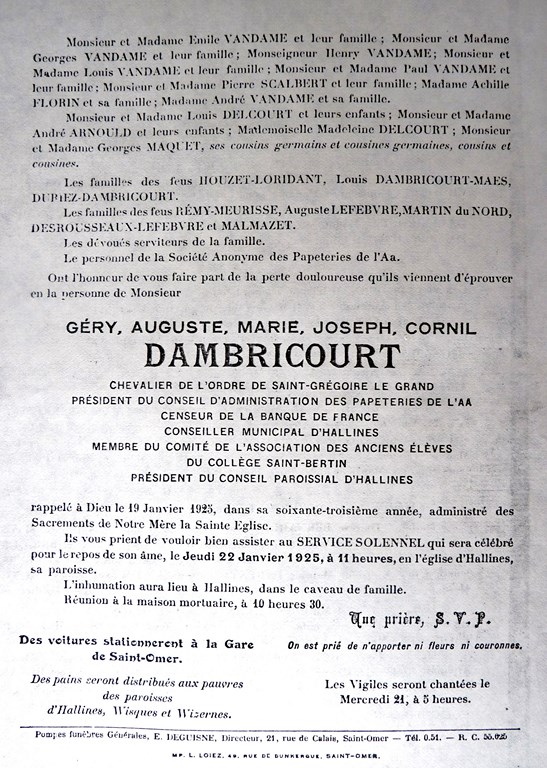 Monsieur et Madame Emile VANDAME et leur famille ; Monsieur et Madame
Georges VANDAME et leur famille ; Monseigneur Henry VANDAME; Monsieur et
Madame Louis VANDAME et leur famille ; Monsieur et Madame Paul VANDAME et
leur famille ; Monsieur et Madame Pierre SCALBERT et leur famille ; Madame Achille
FLORIN et sa famille ; Madame André VANDAME et sa famille.
Monsieur et Madame Louis DELCOURT et leurs enfants ; Monsieur et Madame
André ARNOULD et leurs enfants ; Mademoiselle Madeleine DELCOURT ; Monsieur
et Madame Georges MAQUET, ses cousins germains et cousines germaines, cousins et
cousines.
Les familles des feus HOUZET-LORIDANT, Louis DAMBRICOURT-MAES,
DURIEZ-DAMBRICOURT.
Les familles des feus RÉMY-MEURISSE, Auguste LEFEBVRE,MARTIN du NORD,
DESROUSSEAUX-LEFEBVRE et MALMAZET.
Les dévoués serviteurs de la famille.
Le personnel de la Société Anonyme des Papeteries de l'Aa.
Ont l'honneur de vous faire part de la perte douloureuse qu'ils viennent d'éprouver
en la personne de Monsieur
GÉRY, AUGUSTE, MARIE, JOSEPH, CORNIL
DAMBRICOURT
CHEVALIER DE L'ORDRE DE SAINT-GRÉGOIRE LE GRAND
PRÉSIDENT DU CONSEIL D'ADMINISTRATION DES PAPETERIES DE L'AA
CENSEUR DE LA BANQUE DE FRANCE
CONSEILLER MUNICIPAL D'HALLINES
MEMBRE DU COMITÉ DE L'ASSOCIATION DES ANCIENS ÉLÈVES
DU COLLÈGE SAINT-BERTIN
PRÉSIDENT DU CONSEIL PAROISSIAL D'HALLINES
rappelé à Dieu le 19 Janvier 1925, dans sa soixante-troisième année, administré des
Sacrements de Notre Mère la Sainte Eglise.
Ils vous prient de vouloir bien assister au SERVICE SOLENNEL qui sera célébré
pour le repos de son âme, le Jeudi 22 Janvier 1925, à 11 heures, en l'église d'Hallines,
sa paroisse.
L'inhumation aura lieu à Hallines, dans le caveau de famille.
Réunion à la maison mortuaire, à 10 heures 30.
Une prière, S. V. P.
Des voitures stationneront à la Gare
de Saint-Omer.
On est prié de n'apporter ni fleurs ni couronnes.
Des pains seront distribués aux pauvres
des paroisses
d'Hallines, Wisques et Wizernes.
Les Vigiles seront chantées le
Mercredi 21, à 5 heures.
Pompes funèbres Générales, E. DEGUISNE, Directeur, 21, rue de Calais, Saint-Omer — Tél. 0.51. — R. C. 55.025
MP. L. LOIEZ, 49, RUE DE DUNKERQUE, SAINT-OMER.